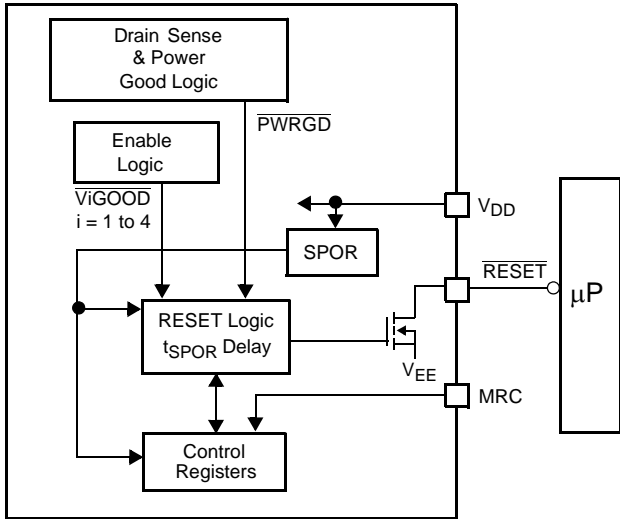 Drain Sense
& Power
Good Logic
PWRGD
Enable
Logic
ViGOOD
i = 1 to 4
VDD
SPOR
RESET
μP
RESET Logic
tSPOR Delay
VEE
MRC
Control
Registers